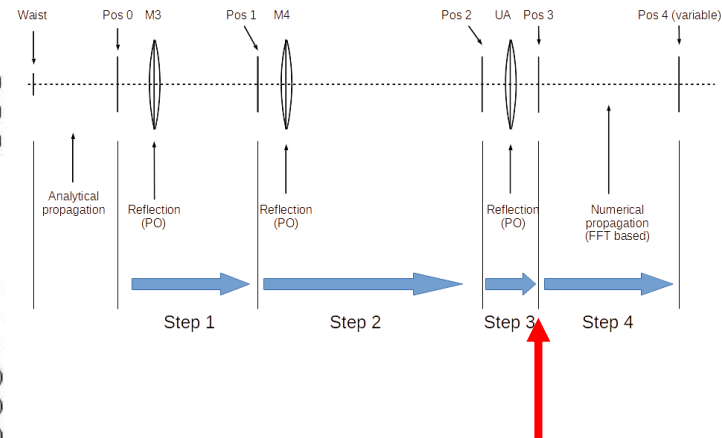 Waist
Pos 0
M3
Pos 1
M4
Pos 2
UA
Pos 3
Pos 4 (variable)
Analytical
propagation
Reflection
(PO)
Reflection
(PO)
Reflection
(PO)
Numerical
propagation
(FFT based)
Step 1
Step 2
Step 3
Step 4